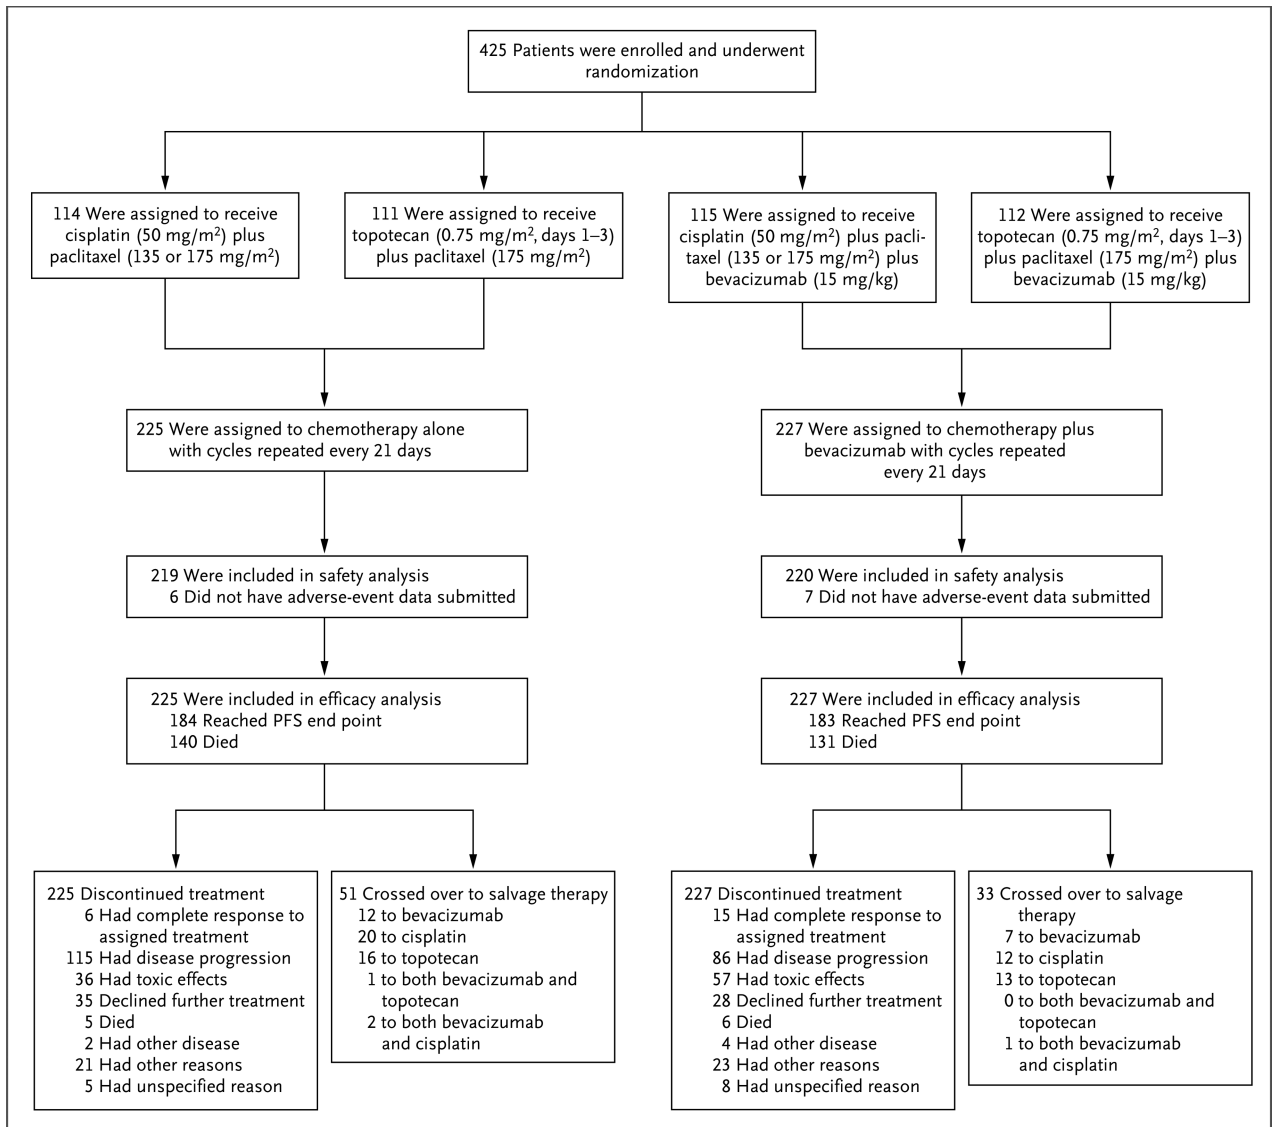 425 Patients were enrolled and underwent
randomization
114 Were assigned to receive
cisplatin (50 mg/m²) plus
paclitaxel (135 or 175 mg/m²)
111 Were assigned to receive
topotecan (0.75 mg/m², days 1–3)
plus paclitaxel (175 mg/m²)
115 Were assigned to receive
cisplatin (50 mg/m²) plus pacli-
taxel (135 or 175 mg/m²) plus
bevacizumab (15 mg/kg)
112 Were assigned to receive
topotecan (0.75 mg/m², days 1–3)
plus paclitaxel (175 mg/m²) plus
bevacizumab (15 mg/kg)
225 Were assigned to chemotherapy alone
with cycles repeated every 21 days
227 Were assigned to chemotherapy plus
bevacizumab with cycles repeated
every 21 days
219 Were included in safety analysis
6 Did not have adverse-event data submitted
220 Were included in safety analysis
7 Did not have adverse-event data submitted
225 Were included in efficacy analysis
184 Reached PFS end point
140 Died
227 Were included in efficacy analysis
183 Reached PFS end point
131 Died
225 Discontinued treatment
6 Had complete response to
assigned treatment
115 Had disease progression
36 Had toxic effects
35 Declined further treatment
5 Died
2 Had other disease
21 Had other reasons
5 Had unspecified reason
51 Crossed over to salvage therapy
12 to bevacizumab
20 to cisplatin
16 to topotecan
1 to both bevacizumab and
topotecan
2 to both bevacizumab
and cisplatin
227 Discontinued treatment
15 Had complete response to
assigned treatment
86 Had disease progression
57 Had toxic effects
28 Declined further treatment
6 Died
4 Had other disease
23 Had other reasons
8 Had unspecified reason
33 Crossed over to salvage
therapy
7 to bevacizumab
12 to cisplatin
13 to topotecan
0 to both bevacizumab and
topotecan
1 to both bevacizumab
and cisplatin